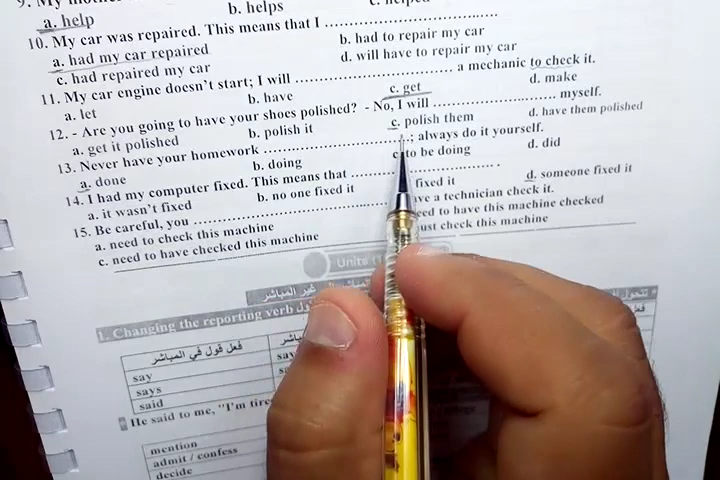 a. help b. helps c. helped
10. My car was repaired. This means that I ........................
a. had my car repaired b. had to repair my car
c. had repaired my car d. will have to repair my car
11. My car engine doesn't start; I will ........................ a mechanic to check it.
a. let b. have c. get d. make
12. - Are you going to have your shoes polished? - No, I will ........................ myself.
a. get it polished b. polish it c. polish them d. have them polished
13. Never have your homework ........................; always do it yourself.
a. done b. doing c. to be doing d. did
14. I had my computer fixed. This means that ........................ .
a. it wasn't fixed b. no one fixed it fixed it d. someone fixed it
15. Be careful, you ........................ a technician check it.
a. need to check this machine to have this machine checked
c. need to have checked this machine check this machine
Units
1. Changing the reporting verb
فعل قول في المباشر
say
says
said
He said to me, "I'm
mention
admit / confess
decide